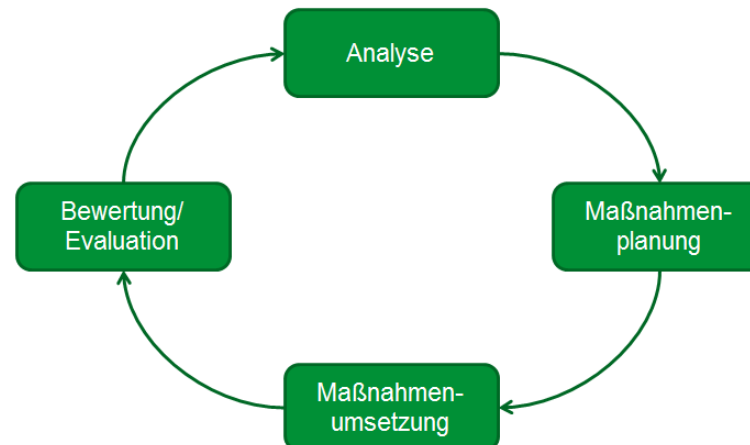 Analyse
Bewertung/
Evaluation
Maßnahmen-
planung
Maßnahmen-
umsetzung